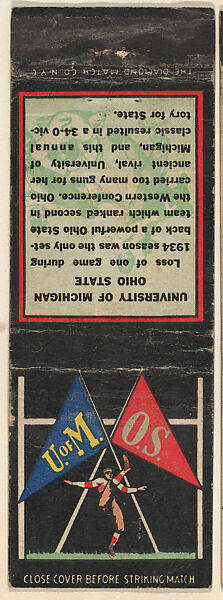 THE DIAMOND MATCH CO. N.Y.C.
UNIVERSITY OF MICHIGAN
OHIO STATE
Loss of one game during
1934 season was the only set-
back of a powerful Ohio State
team which ranked second in
the Western Conference. Ohio
carried too many guns for her
ancient rival, University of
Michigan, and this annual
classic resulted in a 34-0 vic-
tory for State.
U. OF M.
O.S.
CLOSE COVER BEFORE STRIKING MATCH